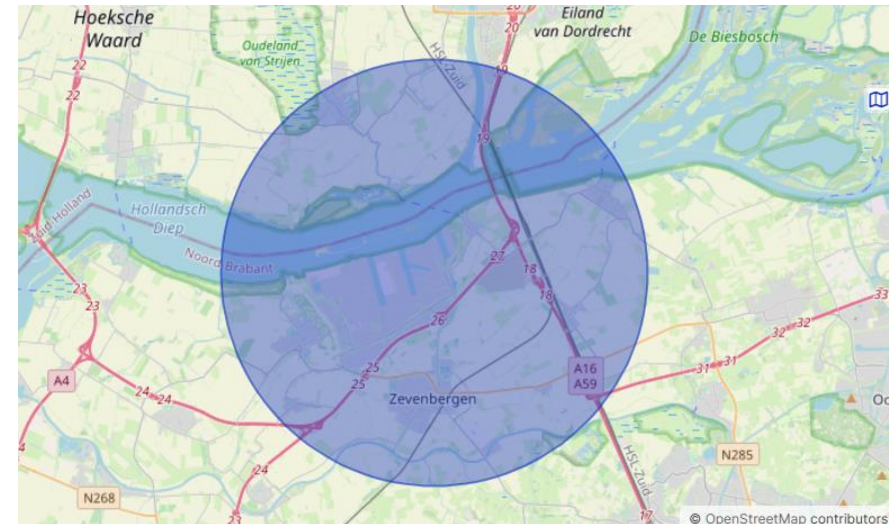 Hoeksche
Waard
Oudeland
van Strijen
HSL-Zuid
20
20
Eiland
van Dordrecht
De Biesbosch
22
22
19
19
Zuid-Holland
Hollandsch
Diep
Noord Brabant
27
18
18
26
23
23
33
32
32
31
31
25
25
A4
24
24
A16
A59
Zevenbergen
Oo
24
N285
HSL-Zuid
N268
23
17
© OpenStreetMap contributors